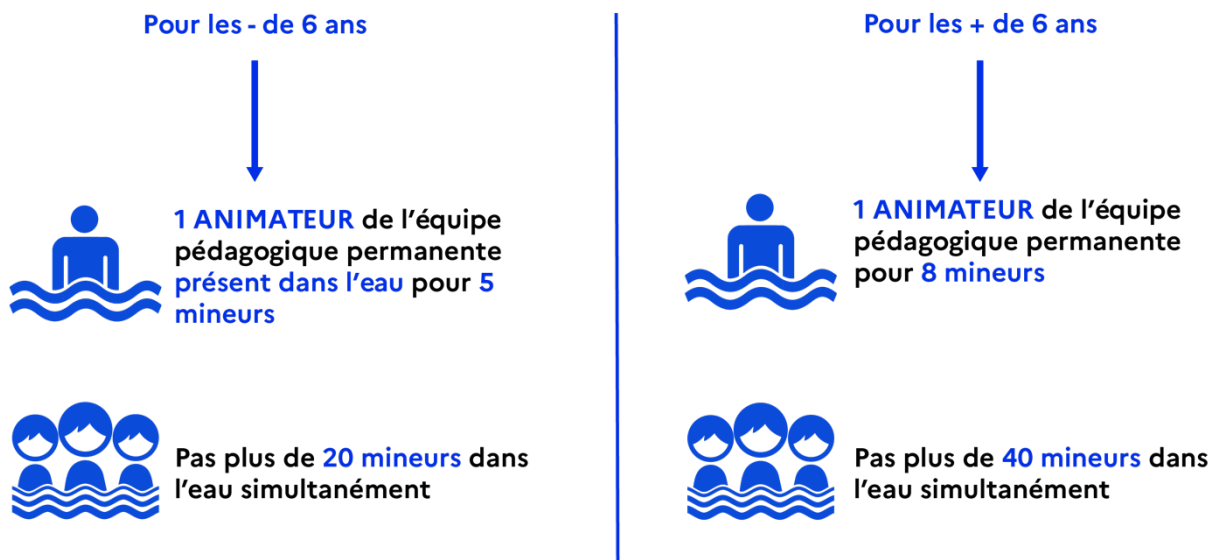 Pour les - de 6 ans
1 ANIMATEUR de l'équipe
pédagogique permanente
présent dans l'eau pour 5
mineurs
Pas plus de 20 mineurs dans
l'eau simultanément
Pour les + de 6 ans
1 ANIMATEUR de l'équipe
pédagogique permanente
pour 8 mineurs
Pas plus de 40 mineurs dans
l'eau simultanément